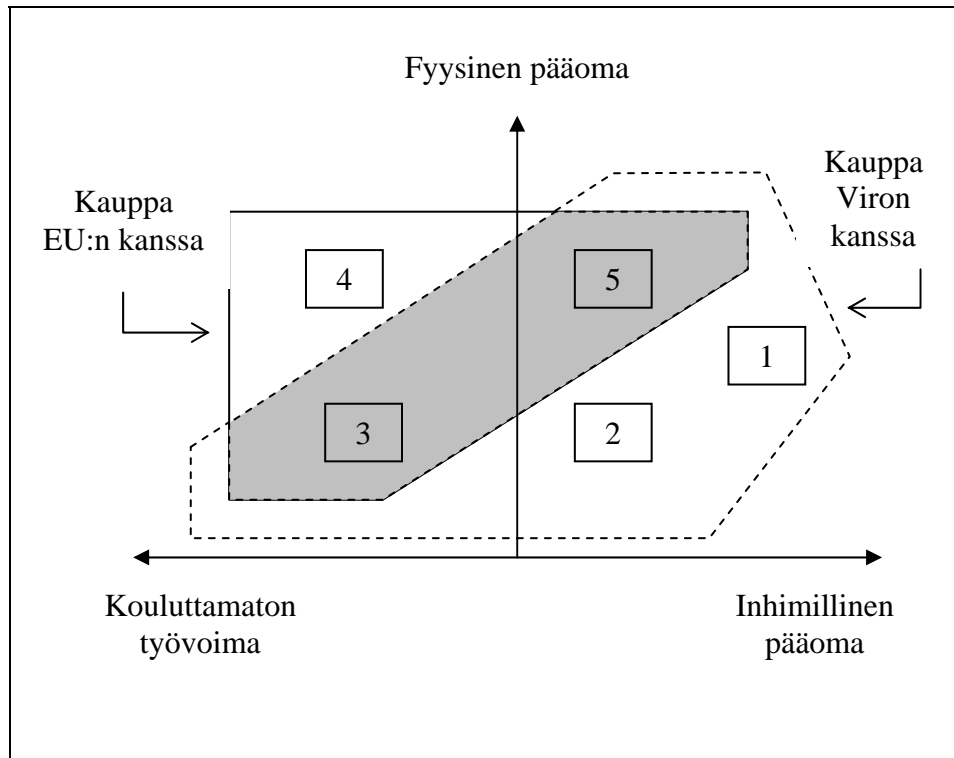 Fyysinen pääoma
Kauppa
EU:n kanssa
Kauppa
Viron
kanssa
4
5
1
3
2
Kouluttamaton
työvoima
Inhimillinen
pääoma